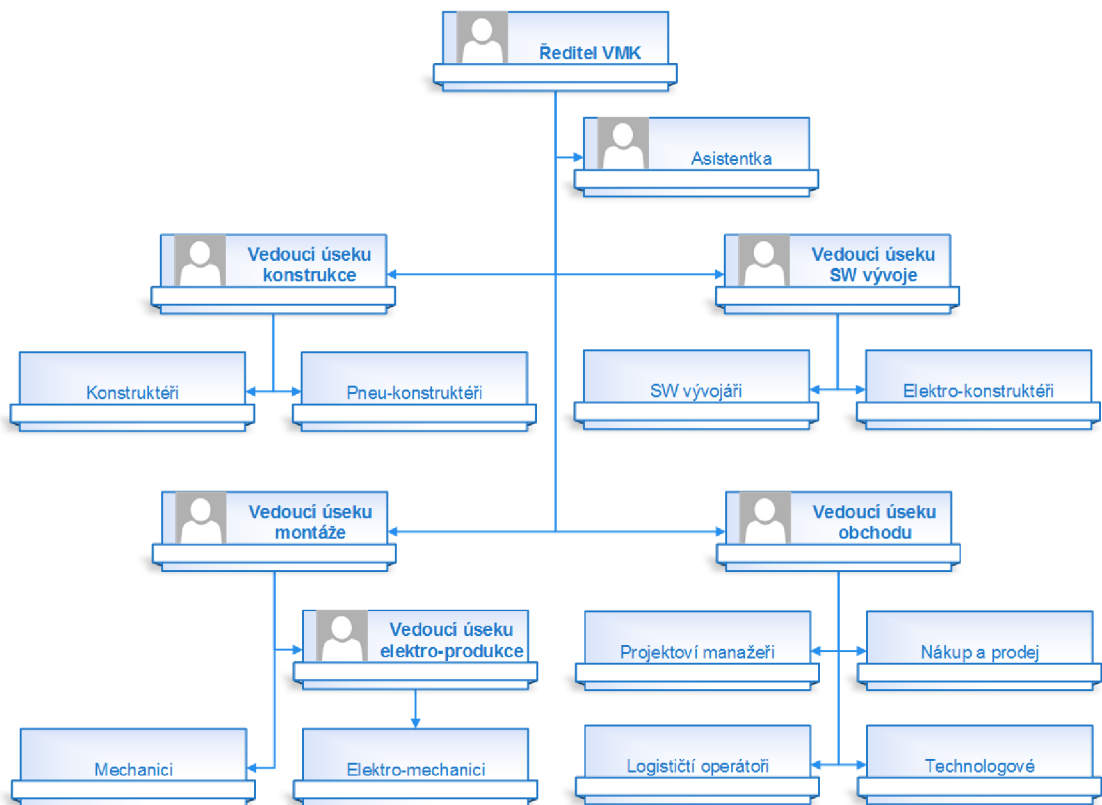 Ředitel VMK
Asistentka
Vedoucí úseku
konstrukce
Vedoucí úseku
SW vývoje
Konstruktéři
Pneu-konstruktéři
SW vývojáři
Elektro-konstruktéři
Vedoucí úseku
montáže
Vedoucí úseku
obchodu
Vedoucí úseku
elektro-produkce
Projektoví manažeři
Nákup a prodej
Mechanici
Elektro-mechanici
Logističtí operátoři
Technologové